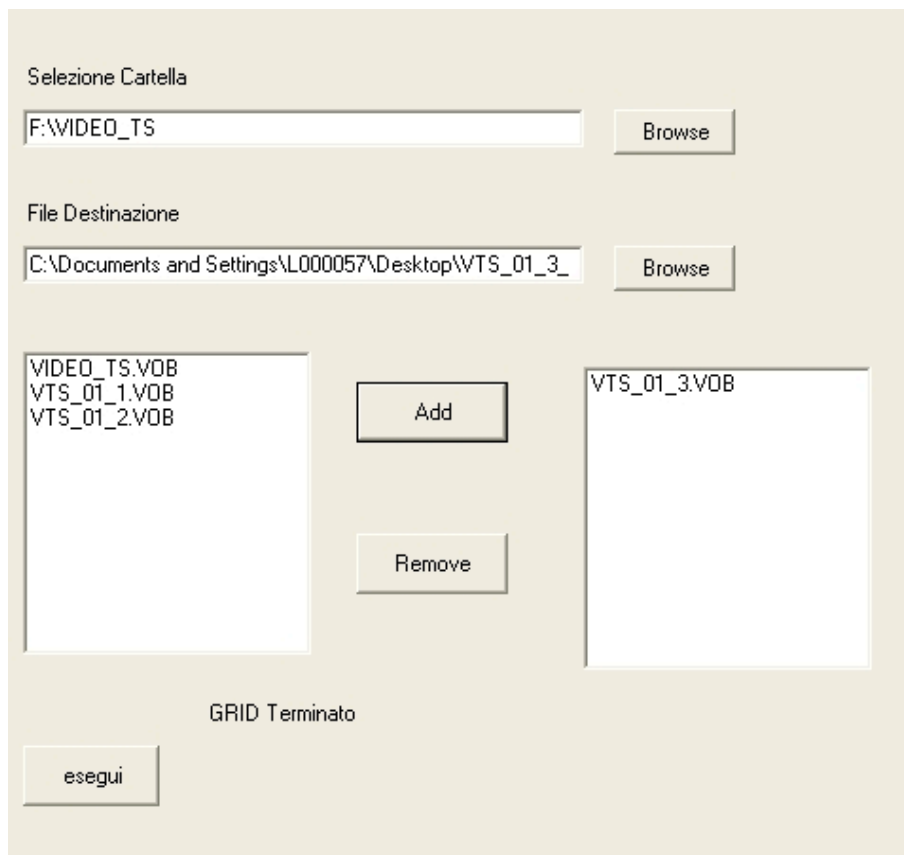 Selezione Cartella
F:\VIDEO_TS
Browse
File Destinazione
C:\Documents and Settings\L000057\Desktop\VTS_01_3_
Browse
VIDEO_TS.VOB
VTS_01_1.VOB
VTS_01_2.VOB
Add
Remove
VTS_01_3.VOB
GRID Terminato
esegui